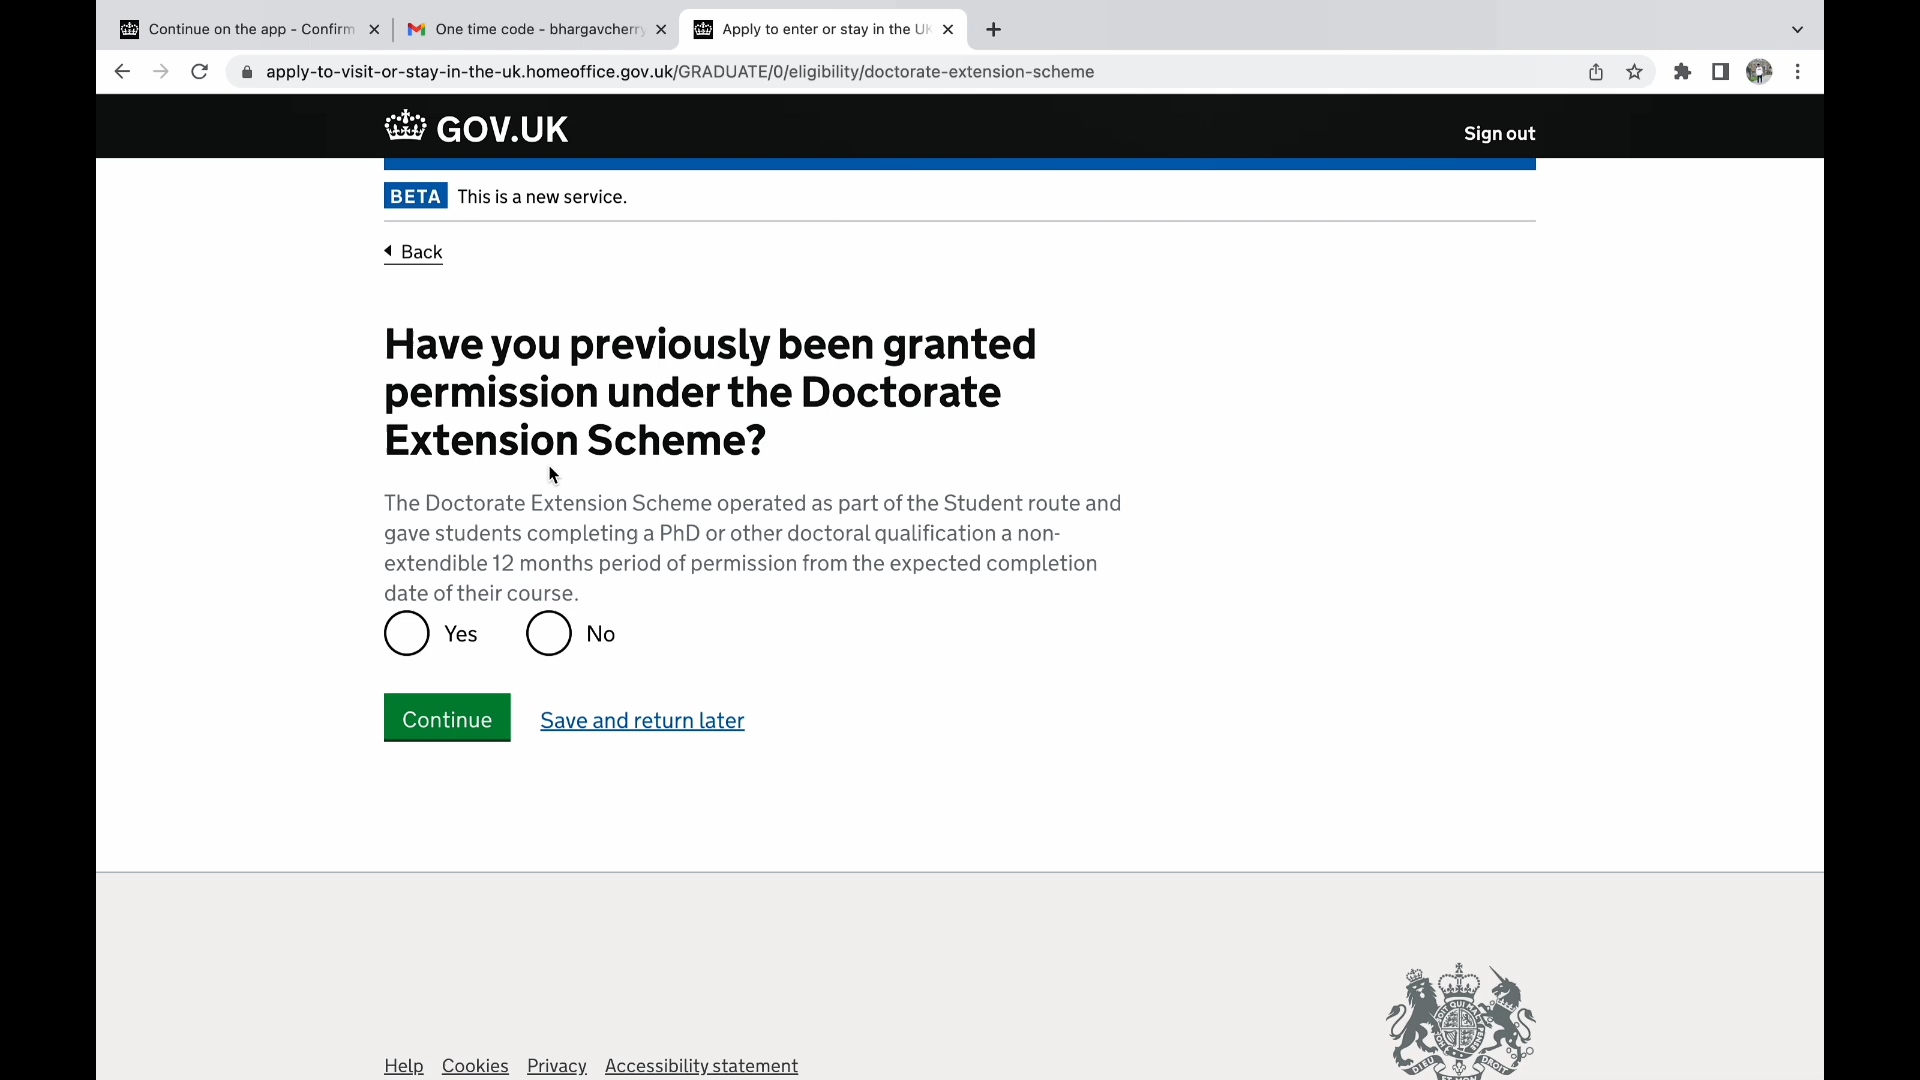 Continue on the app - Confirm
One time code - bhargavcherry
Apply to enter or stay in the UK
apply-to-visit-or-stay-in-the-uk.homeoffice.gov.uk/GRADUATE/0/eligibility/doctorate-extension-scheme
GOV.UK
Sign out
BETA This is a new service.
Back
Have you previously been granted
permission under the Doctorate
Extension Scheme?
The Doctorate Extension Scheme operated as part of the Student route and
gave students completing a PhD or other doctoral qualification a non-
extendible 12 months period of permission from the expected completion
date of their course.
Yes No
Continue Save and return later
Help Cookies Privacy Accessibility statement